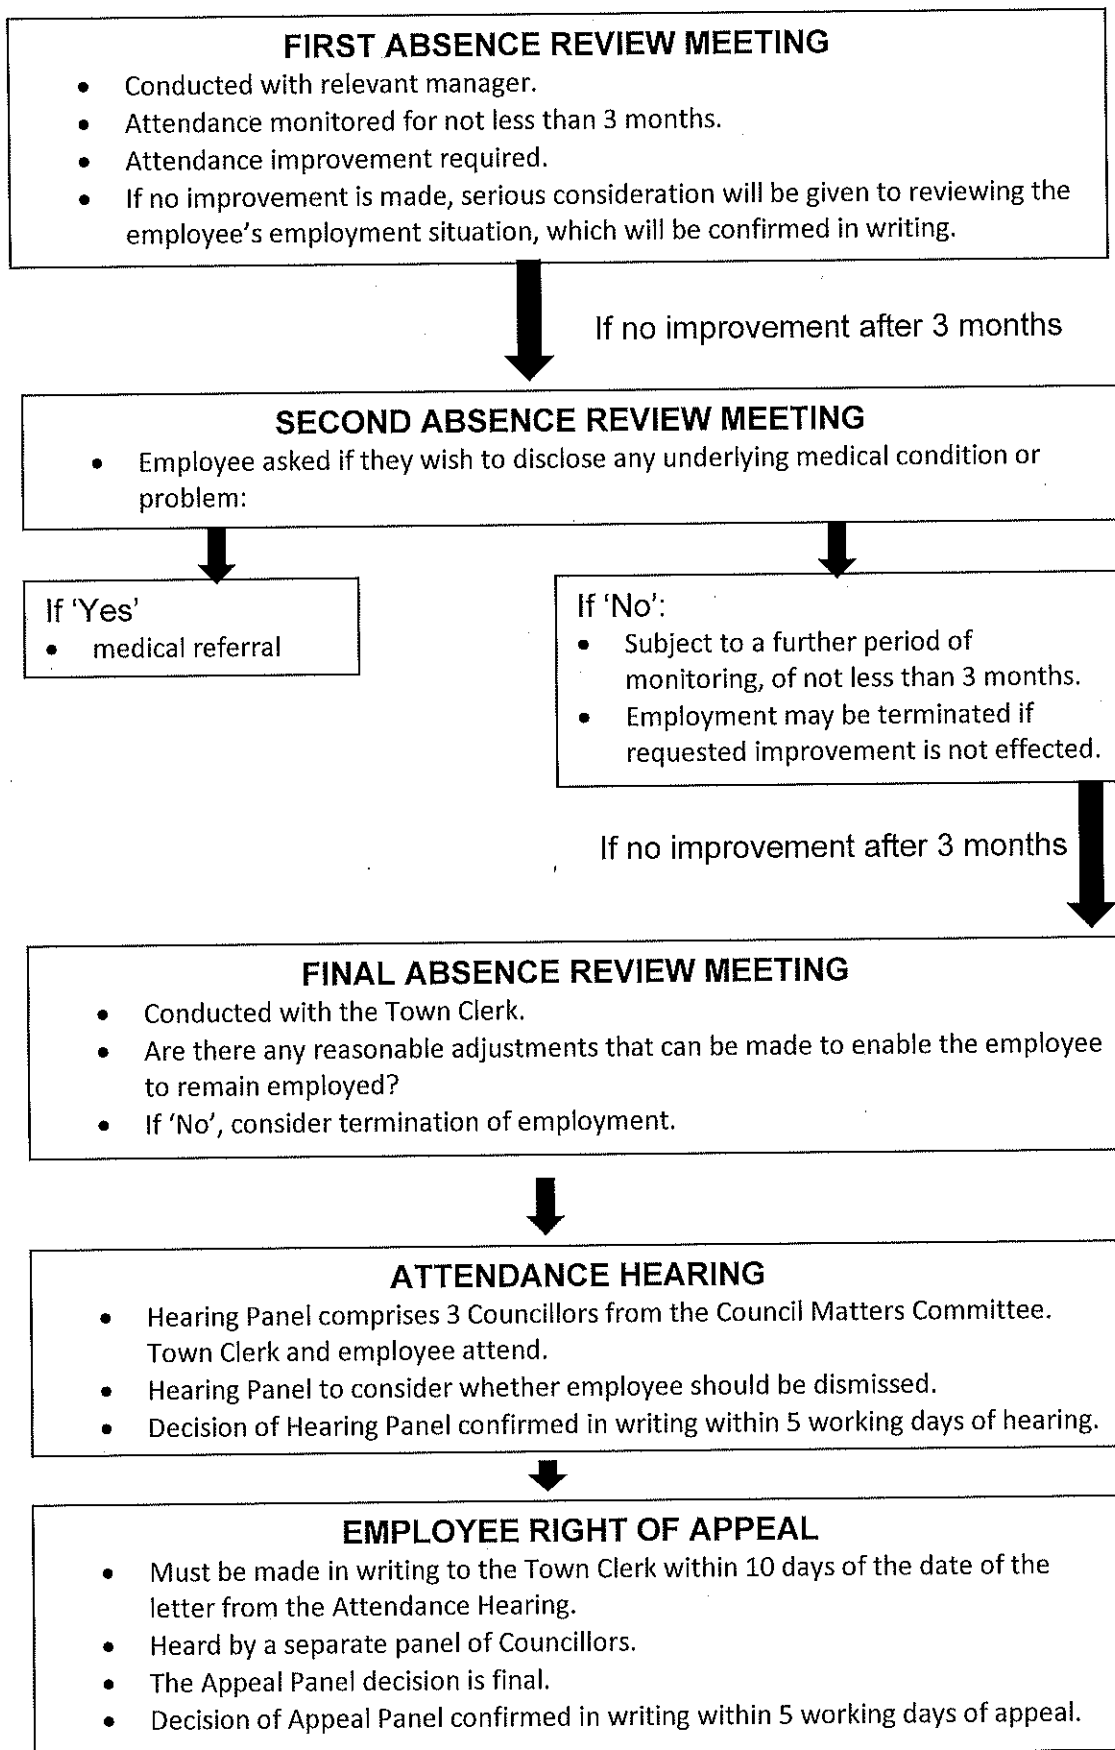 FIRST ABSENCE REVIEW MEETING
• Conducted with relevant manager.
• Attendance monitored for not less than 3 months.
• Attendance improvement required.
• If no improvement is made, serious consideration will be given to reviewing the
employee's employment situation, which will be confirmed in writing.
If no improvement after 3 months
SECOND ABSENCE REVIEW MEETING
• Employee asked if they wish to disclose any underlying medical condition or
problem:
If 'Yes'
• medical referral
If 'No':
• Subject to a further period of
monitoring, of not less than 3 months.
• Employment may be terminated if
requested improvement is not effected.
If no improvement after 3 months
FINAL ABSENCE REVIEW MEETING
• Conducted with the Town Clerk.
• Are there any reasonable adjustments that can be made to enable the employee
to remain employed?
• If 'No', consider termination of employment.
ATTENDANCE HEARING
• Hearing Panel comprises 3 Councillors from the Council Matters Committee.
Town Clerk and employee attend.
• Hearing Panel to consider whether employee should be dismissed.
• Decision of Hearing Panel confirmed in writing within 5 working days of hearing.
EMPLOYEE RIGHT OF APPEAL
• Must be made in writing to the Town Clerk within 10 days of the date of the
letter from the Attendance Hearing.
• Heard by a separate panel of Councillors.
• The Appeal Panel decision is final.
• Decision of Appeal Panel confirmed in writing within 5 working days of appeal.